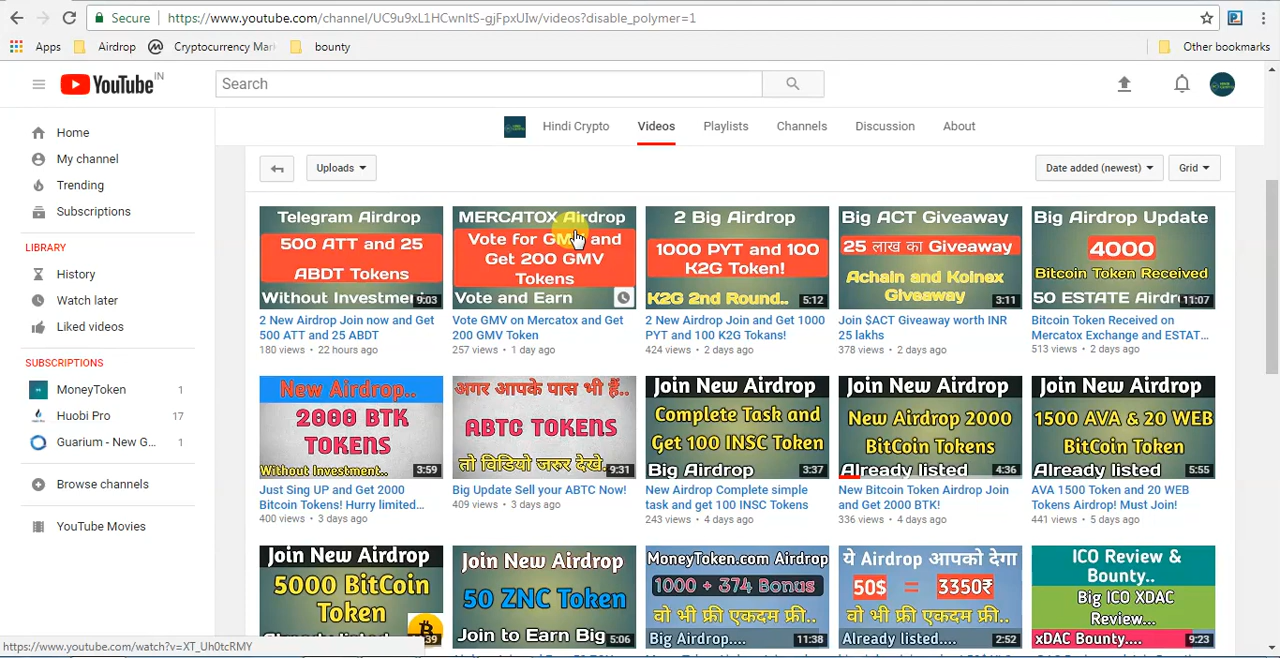 Secure
https://www.youtube.com/channel/UC9u9xL1HCwnltS-gjFpxUIw/videos?disable_polymer=1
Apps
Airdrop
Cryptocurrency Mar
bounty
Other bookmarks
YouTube IN
Search
Home
My channel
Trending
Subscriptions
LIBRARY
History
Watch later
Liked videos
SUBSCRIPTIONS
MoneyToken 1
Huobi Pro 17
Guarium - New G... 1
Browse channels
YouTube Movies
Hindi Crypto
Videos
Playlists
Channels
Discussion
About
Uploads
Date added (newest)
Grid
Telegram Airdrop
500 ATT and 25
ABDT Tokens
Without Investment
9:03
2 New Airdrop Join now and Get
500 ATT and 25 ABDT
180 views • 22 hours ago
MERCATOX Airdrop
Vote for GMV and
Get 200 GMV
Tokens
Vote and Earn
Vote GMV on Mercatox and Get
200 GMV Token
257 views • 1 day ago
2 Big Airdrop
1000 PYT and 100
K2G Token!
K2G 2nd Round..
5:12
2 New Airdrop Join and Get 1000
PYT and 100 K2G Tokans!
424 views • 2 days ago
Big ACT Giveaway
25 लाख का Giveaway
Achain and Koinex
Giveaway
3:11
Join $ACT Giveaway worth INR
25 lakhs
378 views • 2 days ago
Big Airdrop Update
4000
Bitcoin Token Received
50 ESTATE Airdr
11:07
Bitcoin Token Received on
Mercatox Exchange and ESTAT...
513 views • 2 days ago
New Airdrop..
2000 BTK
TOKENS
Without Investment..
3:59
Just Sing UP and Get 2000
Bitcoin Tokens! Hurry limited...
400 views • 3 days ago
अगर आपके पास भी हैं..
ABTC TOKENS
तो विडियो जरुर देखे.
9:31
Big Update Sell your ABTC Now!
409 views • 3 days ago
Join New Airdrop
Complete Task and
Get 100 INSC Token
Big Airdrop
3:37
New Airdrop Complete simple
task and get 100 INSC Tokens
243 views • 4 days ago
Join New Airdrop
New Airdrop 2000
BitCoin Tokens
Already listed
4:36
New Bitcoin Token Airdrop Join
and Get 2000 BTK!
336 views • 4 days ago
Join New Airdrop
1500 AVA & 20 WEB
BitCoin Token
Already listed
5:55
AVA 1500 Token and 20 WEB
Tokens Airdrop! Must Join!
441 views • 5 days ago
Join New Airdrop
5000 BitCoin
Token
39
Join New Airdrop
50 ZNC Token
Join to Earn Big
5:06
MoneyToken.com Airdrop
1000 + 374 Bonus
वो भी फ्री एकदम फ्री..
Big Airdrop....
11:38
ये Airdrop आपको देगा
50$ = 3350₹
वो भी फ्री एकदम फ्री..
Already listed....
2:52
ICO Review &
Bounty..
Big ICO XDAC
Review...
xDAC Bounty....
9:23
https://www.youtube.com/watch?v=XT_Uh0tcRMY